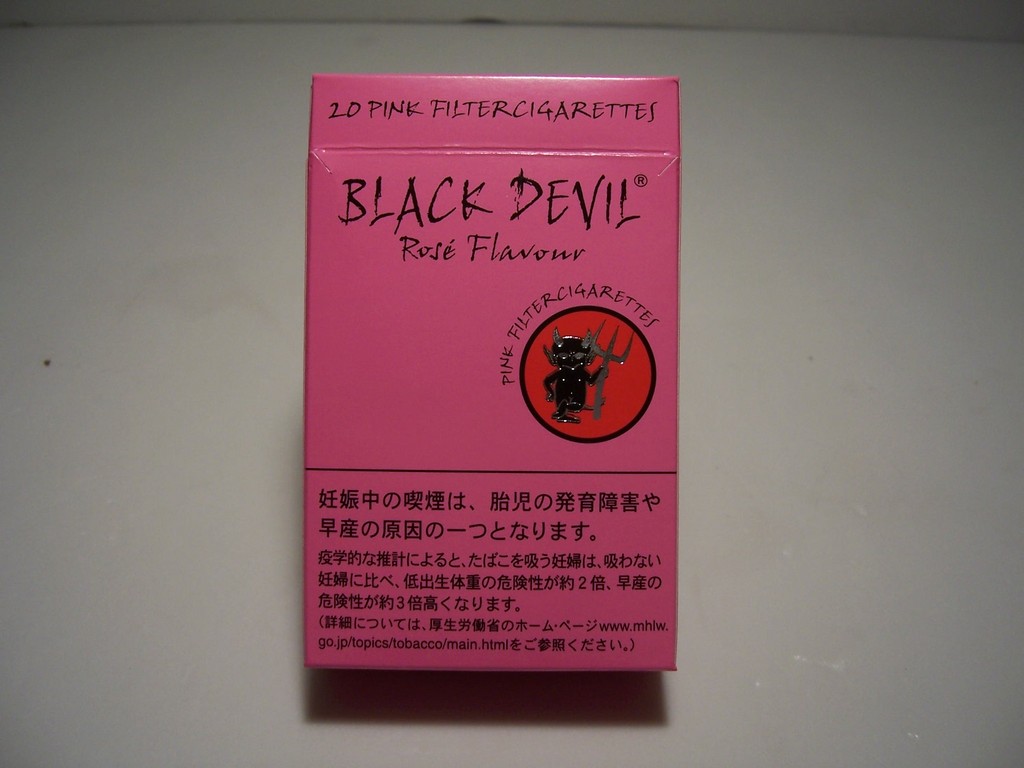 20 PINK FILTERCIGARETTES
BLACK DEVIL®
Rosé Flavour
PINK FILTERCIGARETTES
妊娠中の喫煙は、胎児の発育障害や
早産の原因の一つとなります。
疫学的な推計によると、たばこを吸う妊婦は、吸わない
妊婦に比べ、低出生体重の危険性が約2倍、早産の
危険性が約3倍高くなります。
(詳細については、厚生労働省のホーム・ページwww.mhlw.
go.jp/topics/tobacco/main.htmlをご参照ください。)